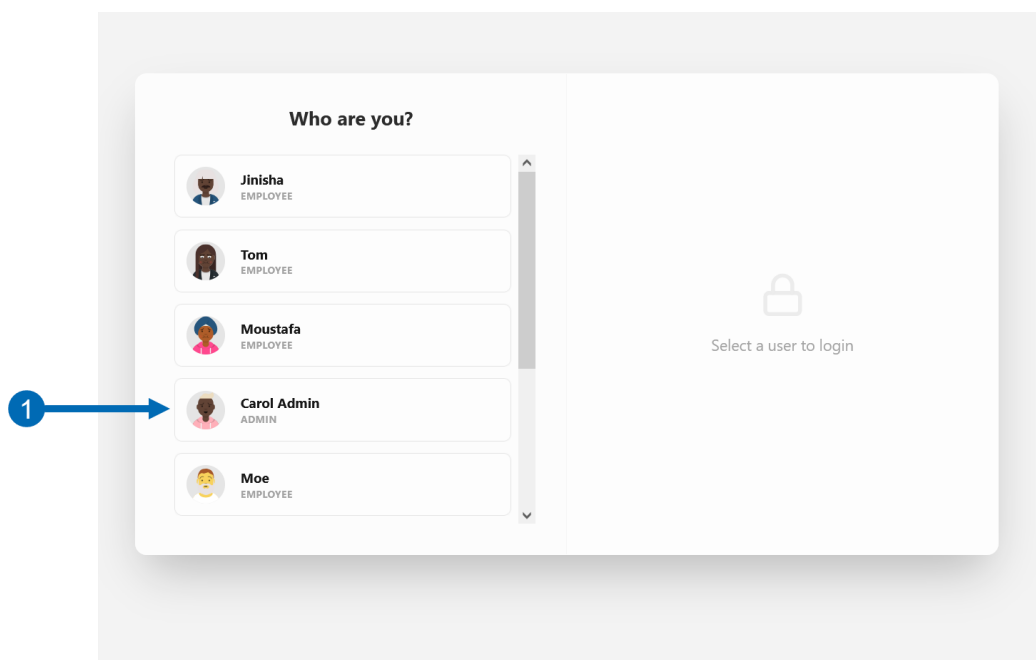 Who are you?
Jinisha
EMPLOYEE
Tom
EMPLOYEE
Moustafa
EMPLOYEE
1
Carol Admin
ADMIN
Moe
EMPLOYEE
Select a user to login